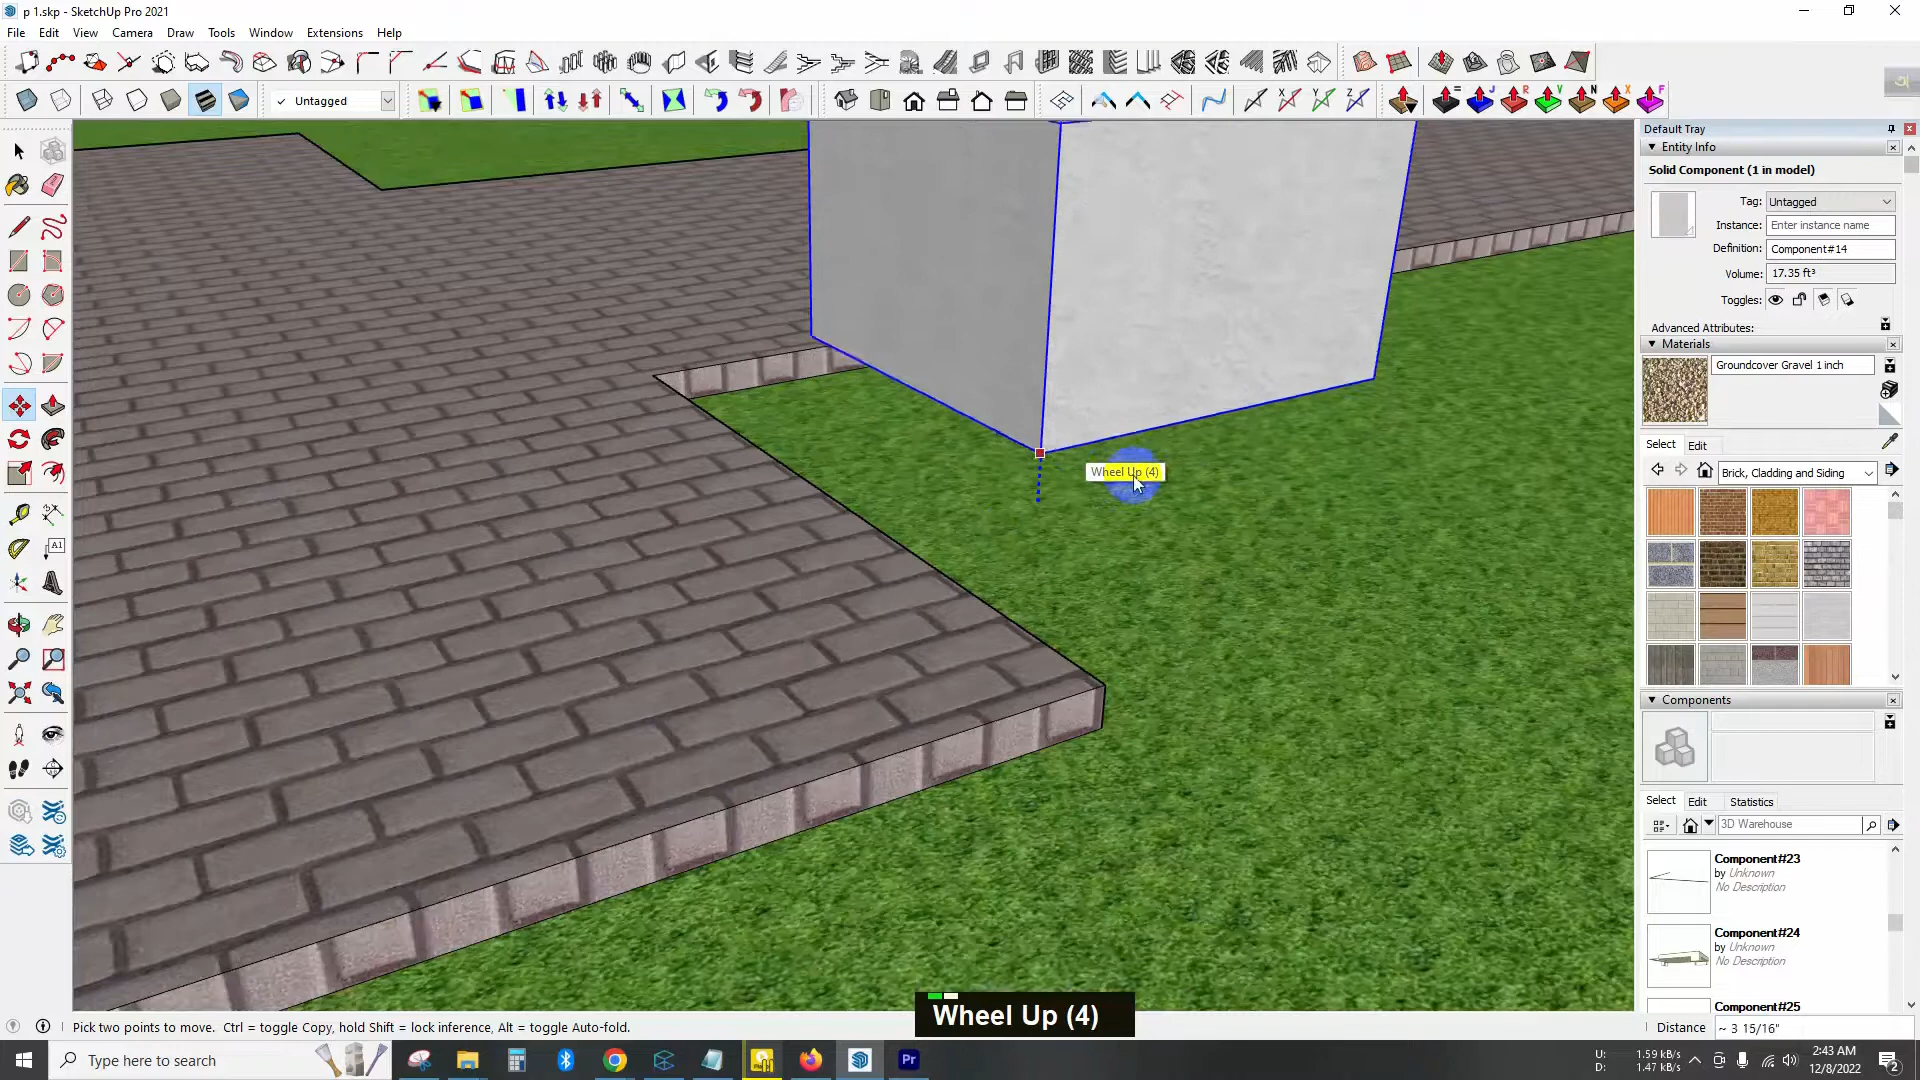 p 1.skp - SketchUp Pro 2021
File Edit View Camera Draw Tools Window Extensions Help
Untagged
X Y Z
= J R V N X F
অ
Default Tray
Entity Info
Solid Component (1 in model)
Tag: Untagged
Instance: Enter instance name
Definition: Component#14
Volume: 17.35 ft³
Toggles:
Advanced Attributes:
Materials
Groundcover Gravel 1 inch
Select Edit
Brick, Cladding and Siding
A1
Wheel Up (4)
Components
Select Edit Statistics
3D Warehouse
Component#23
by Unknown
No Description
Component#24
by Unknown
No Description
Component#25
Wheel Up (4)
Pick two points to move. Ctrl = toggle Copy, hold Shift = lock inference, Alt = toggle Auto-fold.
Distance ~ 3 15/16"
Type here to search
Pr
U: 1.59 kB/s
D: 1.47 kB/s
2:43 AM
12/8/2022
2